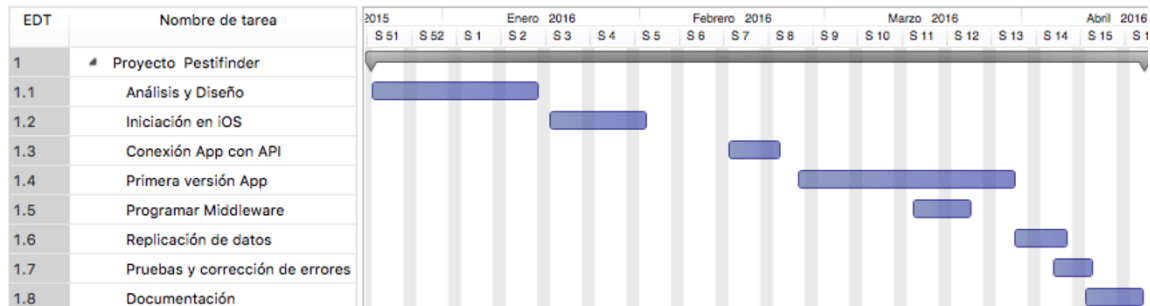 EDT Nombre de tarea 2015 Enero 2016 Febrero 2016 Marzo 2016 Abril 2016
S 51 S 52 S 1 S 2 S 3 S 4 S 5 S 6 S 7 S 8 S 9 S 10 S 11 S 12 S 13 S 14 S 15 S 1
1 Proyecto Pestifinder
1.1 Análisis y Diseño
1.2 Iniciación en iOS
1.3 Conexión App con API
1.4 Primera versión App
1.5 Programar Middleware
1.6 Replicación de datos
1.7 Pruebas y corrección de errores
1.8 Documentación